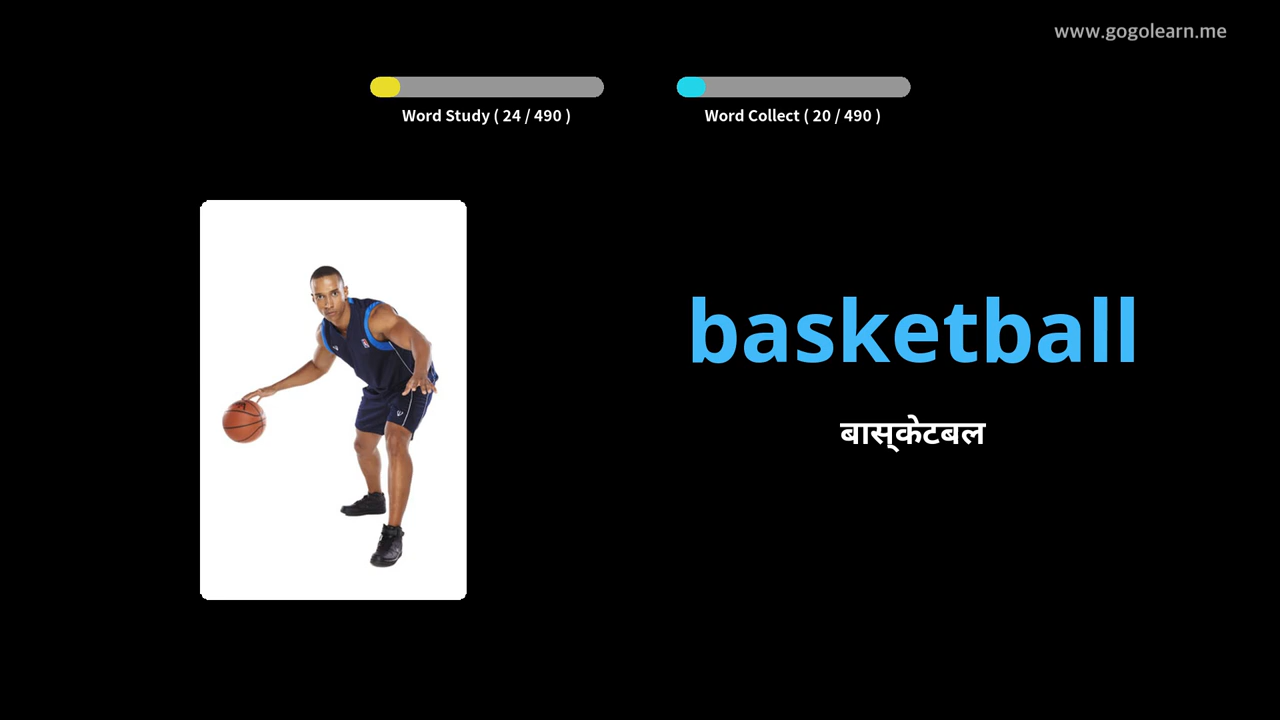 www.gogolearn.me
Word Study ( 24 / 490 )
Word Collect ( 20 / 490 )
basketball
बास्केटबल